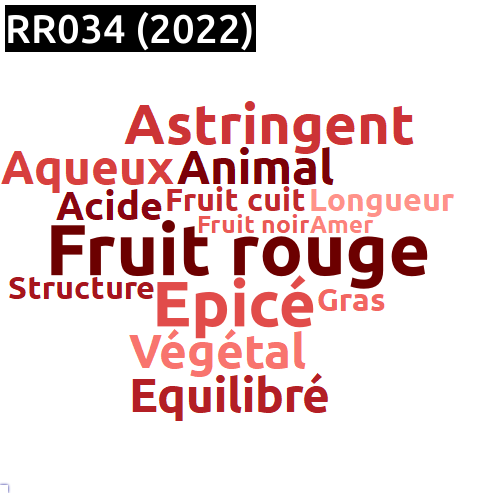 RR034 (2022)
Astringent
Aqueux Animal
Acide Fruit cuit Longueur
Fruit noir Amer
Fruit rouge
Structure Epicé Gras
Végétal
Equilibré